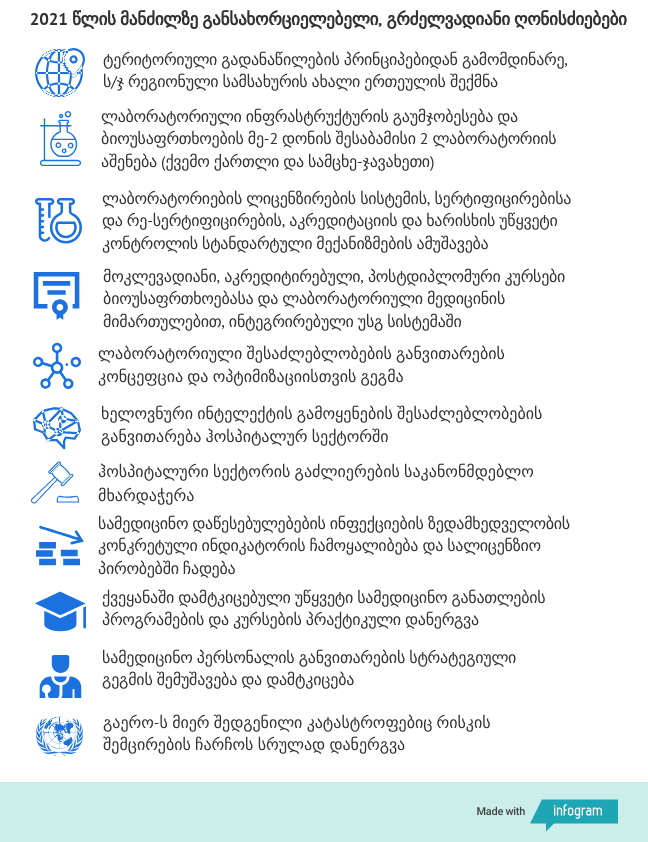 2021 წლის მანძილზე განსახორციელებელი, გრძელვადიანი ღონისძიებები
ტერიტორიული გადანაწილების პრინციპებიდან გამომდინარე,
ს/ჯ რეგიონული სამსახურის ახალი ერთეულის შექმნა
ლაბორატორიული ინფრასტრუქტურის გაუმჯობესება და
ბიოუსაფრთხოების მე-2 დონის შესაბამისი 2 ლაბორატორიის
აშენება (ქვემო ქართლი და სამცხე-ჯავახეთი)
ლაბორატორიების ლიცენზირების სისტემის, სერტიფიცირებისა
და რე-სერტიფიცირების, აკრედიტაციის და ხარისხის უწყვეტი
კონტროლის სტანდარტული მექანიზმების ამუშავება
მოკლევადიანი, აკრედიტირებული, პოსტდიპლომური კურსები
ბიოუსაფრთხოებასა და ლაბორატორიული მედიცინის
მიმართულებით, ინტეგრირებული უსგ სისტემაში
ლაბორატორიული შესაძლებლობების განვითარების
კონცეფცია და ოპტიმიზაციისთვის გეგმა
ხელოვნური ინტელექტის გამოყენების შესაძლებლობების
განვითარება ჰოსპიტალურ სექტორში
ჰოსპიტალური სექტორის გაძლიერების საკანონმდებლო
მხარდაჭერა
სამედიცინო დაწესებულებების ინფექციების ზედამხედველობის
კონკრეტული ინდიკატორის ჩამოყალიბება და სალიცენზიო
პირობებში ჩადება
ქვეყანაში დამტკიცებული უწყვეტი სამედიცინო განათლების
პროგრამების და კურსების პრაქტიკული დანერგვა
სამედიცინო პერსონალის განვითარების სტრატეგიული
გეგმის შემუშავება და დამტკიცება
გაერო-ს მიერ შედგენილი კატასტროფებიც რისკის
შემცირების ჩარჩოს სრულად დანერგვა
Made with infogram